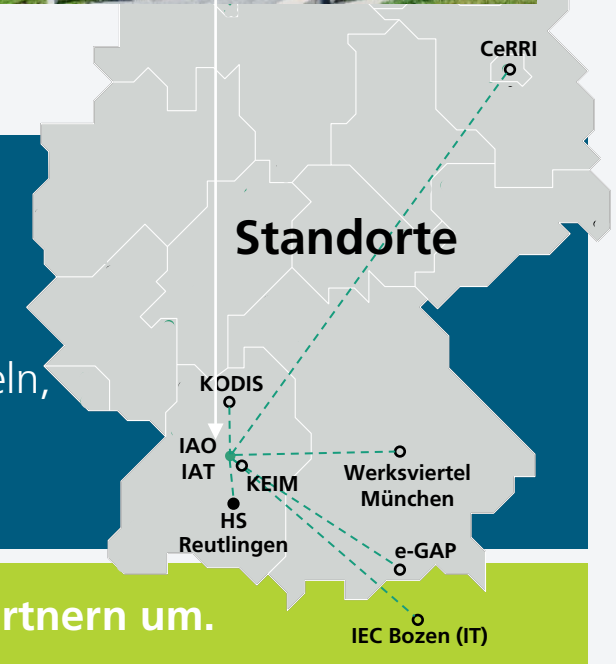 CeRRI
Standorte
eln,
KODIS
IAO
IAT
KEIM
Werksviertel
München
HS
Reutlingen
e-GAP
rtnern um.
IEC Bozen (IT)